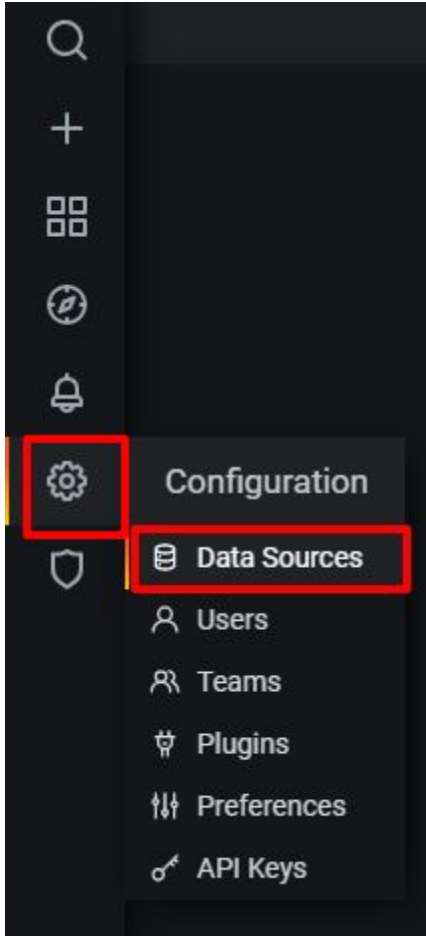 Configuration
Data Sources
Users
Teams
Plugins
Preferences
API Keys